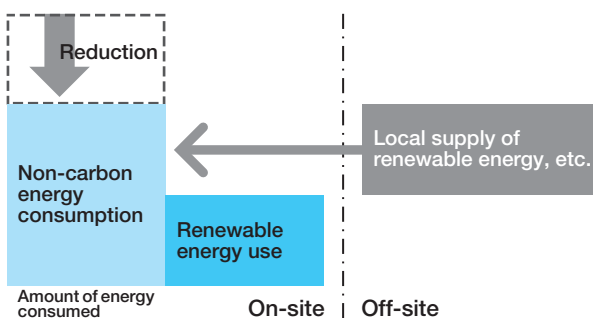 Reduction
Local supply of
renewable energy, etc.
Non-carbon
energy
consumption
Renewable
energy use
Amount of energy
consumed
On-site
Off-site